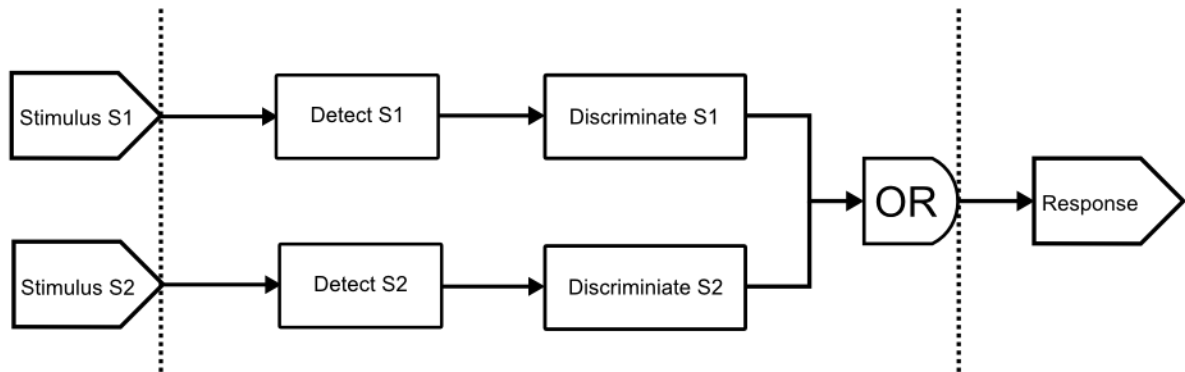 Stimulus S1
Detect S1
Discriminate S1
OR
Response
Stimulus S2
Detect S2
Discriminiate S2